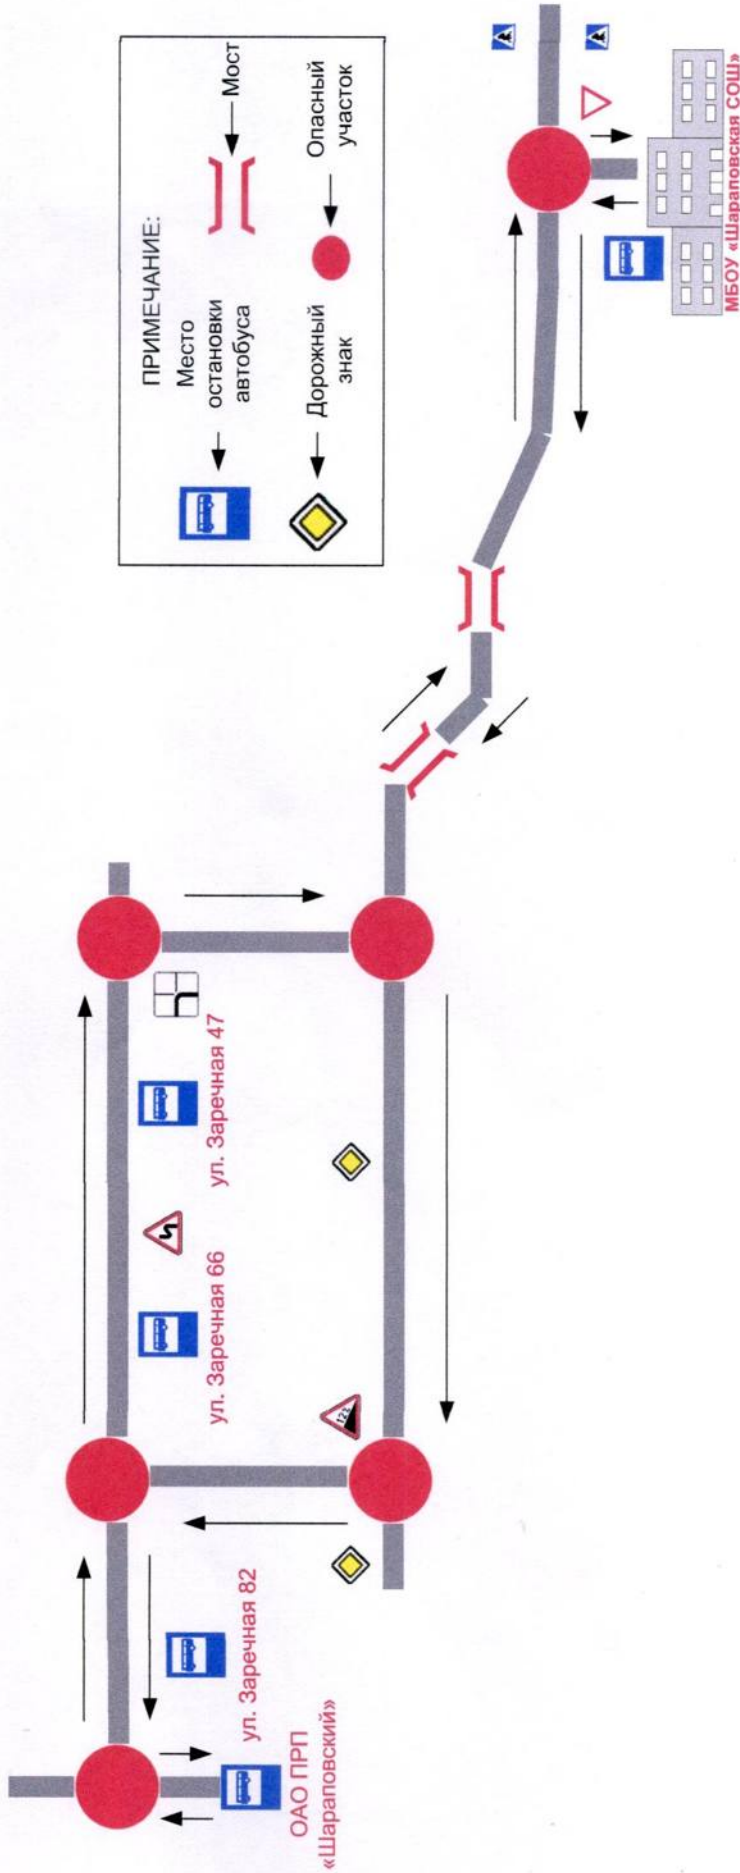 ПРИМЕЧАНИЕ:
Место
остановки
автобуса
Мост
Дорожный
знак
Опасный
участок
ул. Заречная 66
ул. Заречная 47
ул. Заречная 82
ОАО ПРП
«Шараповский»
МБОУ «Шараповская СОШ»